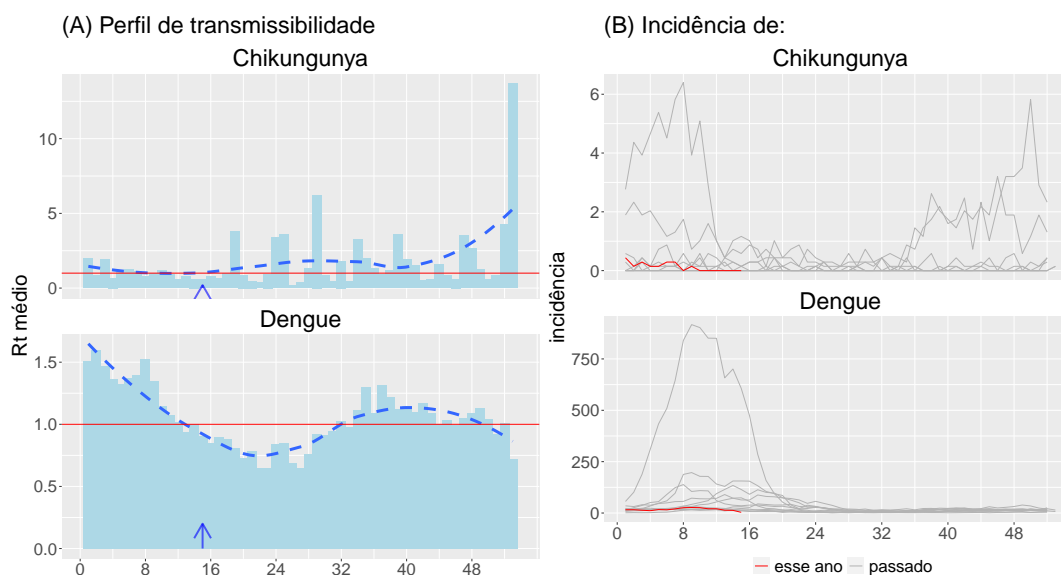 (A) Perfil de transmissibilidade
Chikungunya
10
5
0
Dengue
1.5
1.0
0.5
0.0
0 8 16 24 32 40 48
Rt médio
(B) Incidência de:
Chikungunya
6
4
2
0
Dengue
750
500
250
0
0 8 16 24 32 40 48
incidência
esse ano passado